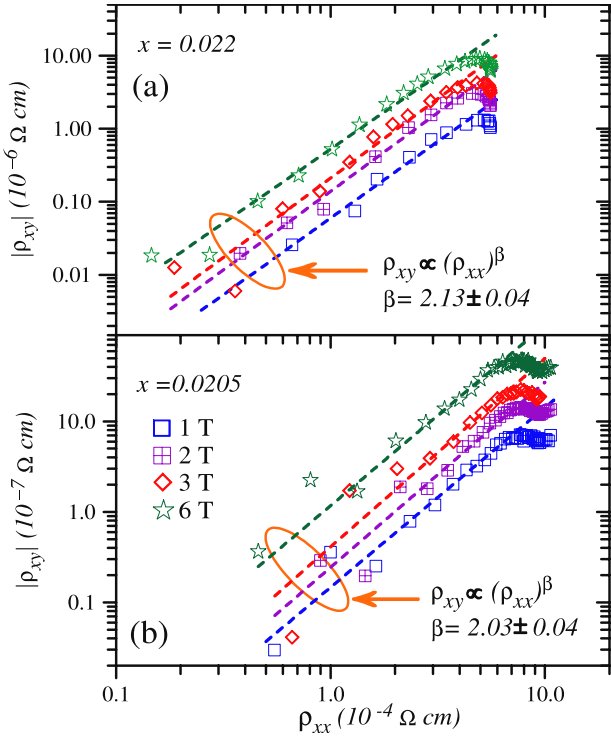 x = 0.022
(a)
10.00
1.00
0.10
0.01
|ρxy| (10⁻⁶ Ω cm)
ρxy ∝ (ρxx)^β
β= 2.13±0.04
x =0.0205
1 T
2 T
3 T
6 T
10.0
1.0
0.1
|ρxy| (10⁻⁷ Ω cm)
ρxy ∝ (ρxx)^β
β= 2.03±0.04
(b)
0.1 1.0 10.0
ρxx (10⁻⁴ Ω cm)